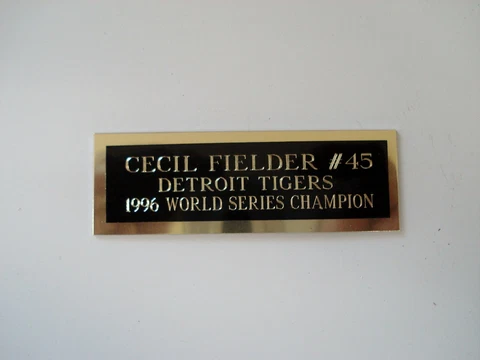 CECIL FIELDER #45
DETROIT TIGERS
1996 WORLD SERIES CHAMPION